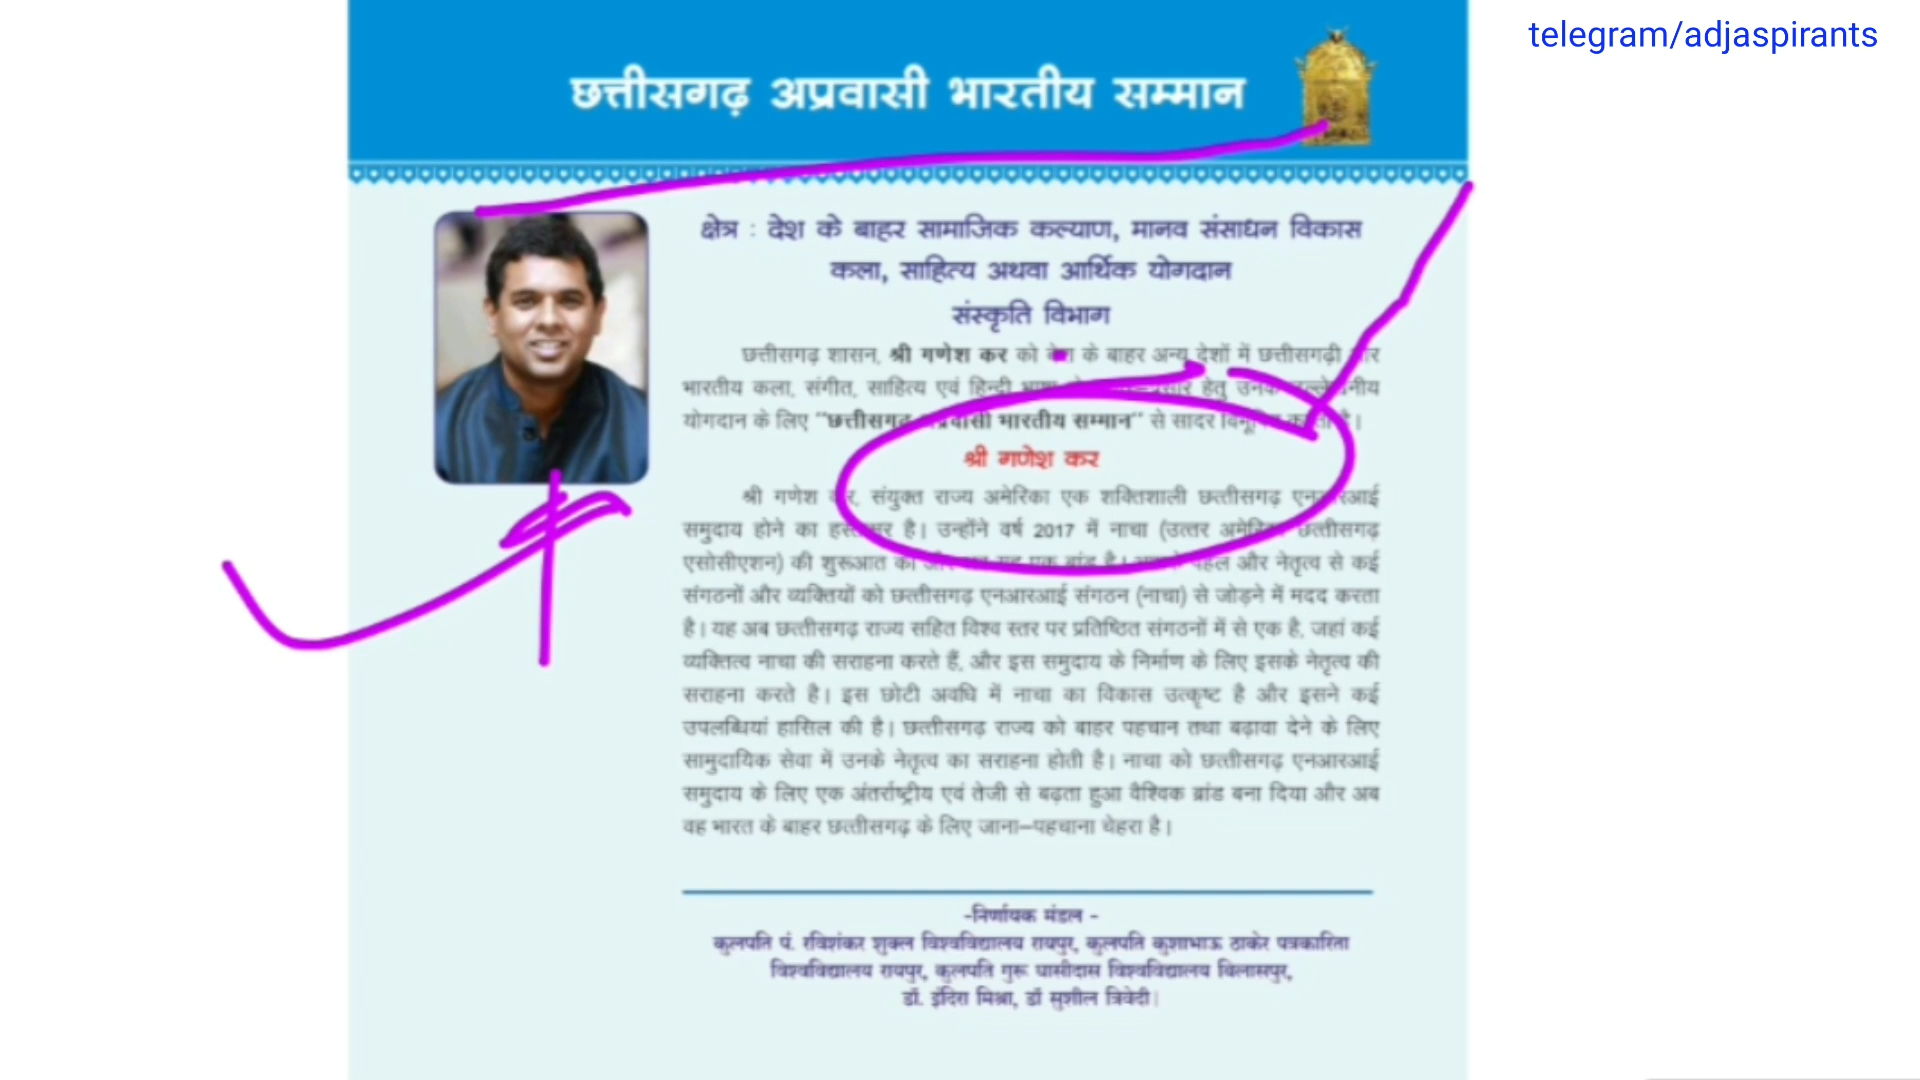 telegram/adjaspirants
छत्तीसगढ़ अप्रवासी भारतीय सम्मान
क्षेत्र : देश के बाहर सामाजिक कल्याण, मानव संसाधन विकास
कला, साहित्य अथवा आर्थिक योगदान
संस्कृति विभाग
छत्तीसगढ़ शासन, श्री गणेश कर को के बाहर अन्य देशों में छत्तीसगढ़ी
भारतीय कला, संगीत, साहित्य एवं हिन्दी हेतु
योगदान के लिए "छत्तीसगढ़ अप्रवासी भारतीय सम्मान" से सादर
श्री गणेश कर
श्री गणेश संयुक्त राज्य अमेरिका एक शक्तिशाली छत्तीसगढ़ एनआरआई
समुदाय होने का है। उन्होंने वर्ष 2017 में नाचा (उत्तर छत्तीसगढ़
एसोसीएशन) की शुरूआत की और नेतृत्व से कई
संगठनों और व्यक्तियों को छत्तीसगढ़ एनआरआई संगठन (नाचा) से जोड़ने में मदद करता
है। यह अब छत्तीसगढ़ राज्य सहित विश्व स्तर पर प्रतिष्ठित संगठनों में से एक है, जहां कई
व्यक्तित्व नाचा की सराहना करते हैं, और इस समुदाय के निर्माण के लिए इसके नेतृत्व की
सराहना करते है। इस छोटी अवधि में नाचा का विकास उत्कृष्ट है और इसने कई
उपलब्धियां हासिल की है। छत्तीसगढ़ राज्य को बाहर पहचान तथा बढ़ावा देने के लिए
सामुदायिक सेवा में उनके नेतृत्व का सराहना होती है। नाचा को छत्तीसगढ़ एनआरआई
समुदाय के लिए एक अंतर्राष्ट्रीय एवं तेजी से बढ़ता हुआ वैश्विक ब्रांड बना दिया और अब
वह भारत के बाहर छत्तीसगढ़ के लिए जाना–पहचाना चेहरा है।
-निर्णायक मंडल -
कुलपति पं. रविशंकर शुक्ल विश्वविद्यालय रायपुर, कुलपति कुशाभाऊ ठाकरे पत्रकारिता
विश्वविद्यालय रायपुर, कुलपति गुरू घासीदास विश्वविद्यालय बिलासपुर,
डॉ. इंदिरा मिश्रा, डॉ सुशील त्रिवेदी।